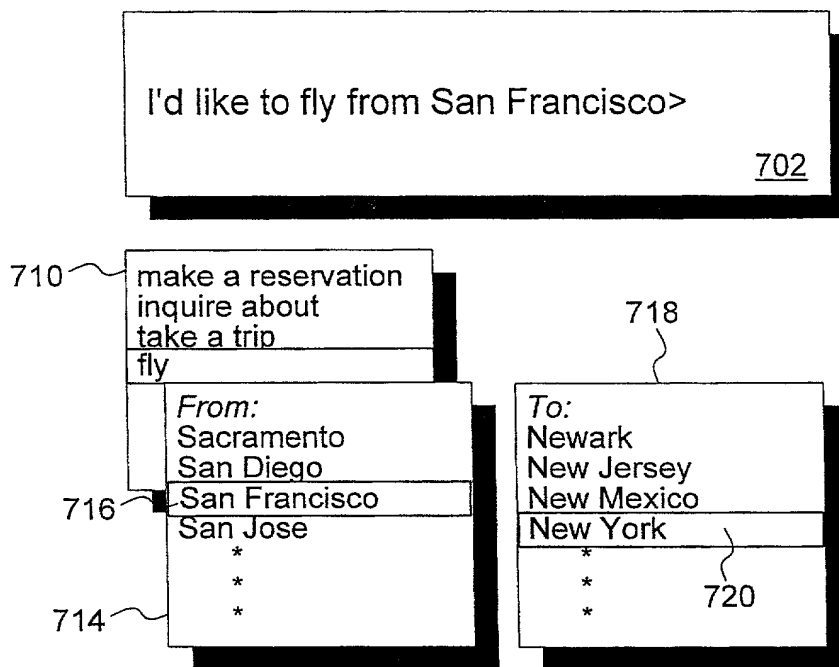 I'd like to fly from San Francisco>
702
710
make a reservation
inquire about
take a trip
fly
718
From:
Sacramento
San Diego
San Francisco
San Jose
*
*
*
716
714
To:
Newark
New Jersey
New Mexico
New York
*
*
*
720